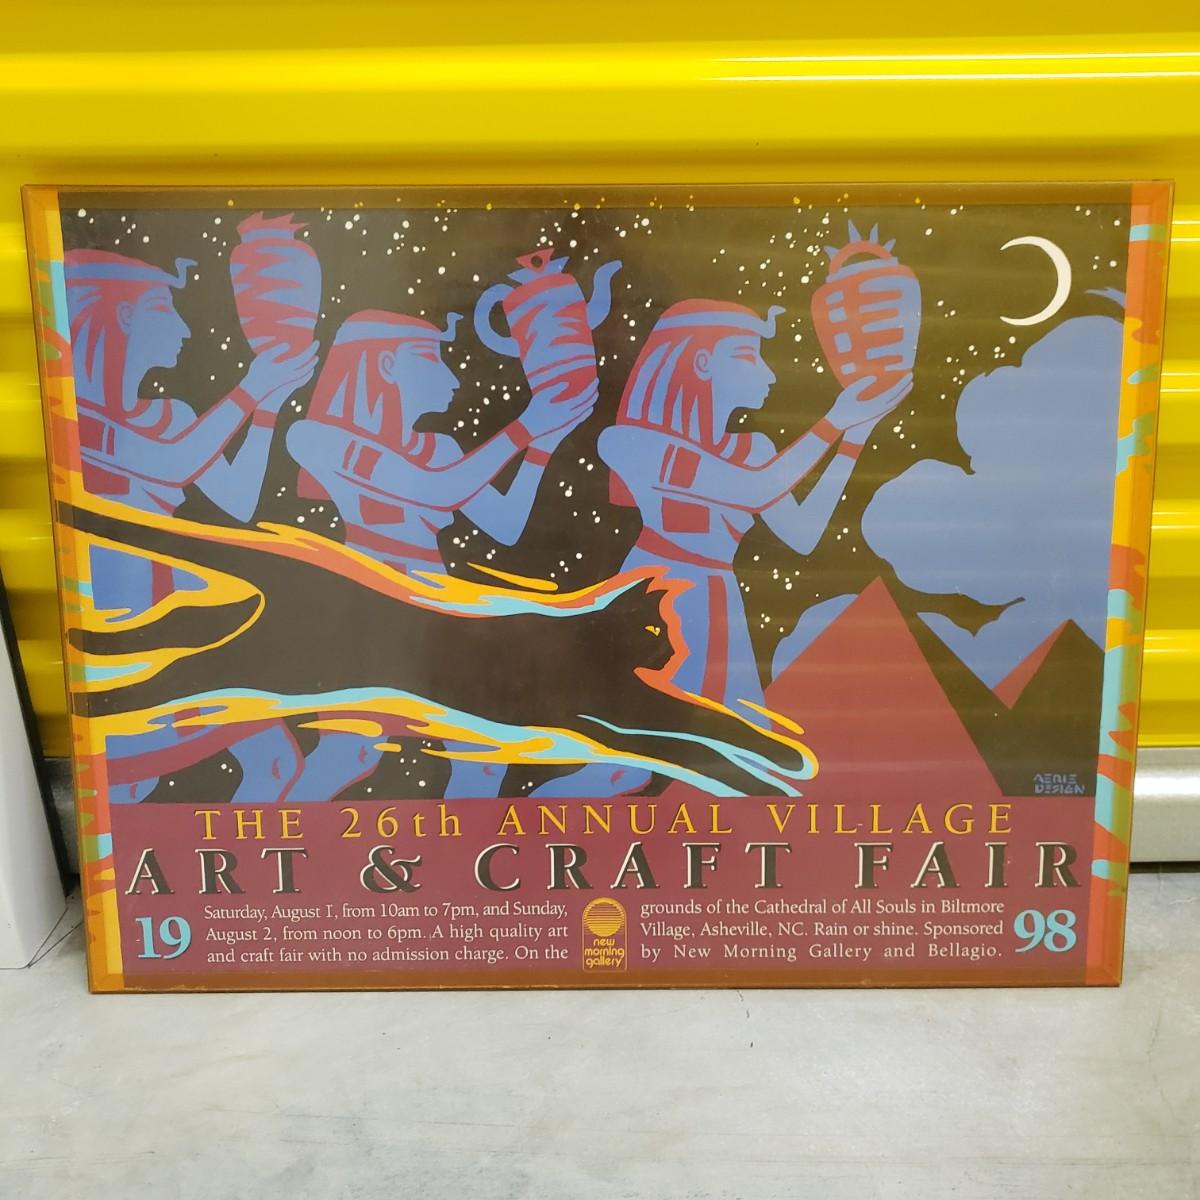 AERIE
DESIGN
THE 26th ANNUAL VILLAGE
ART & CRAFT FAIR
19
Saturday, August 1, from 10am to 7pm, and Sunday,
August 2, from noon to 6pm. A high quality art
and craft fair with no admission charge. On the
new
morning
gallery
grounds of the Cathedral of All Souls in Biltmore
Village, Asheville, NC. Rain or shine. Sponsored
by New Morning Gallery and Bellagio.
98